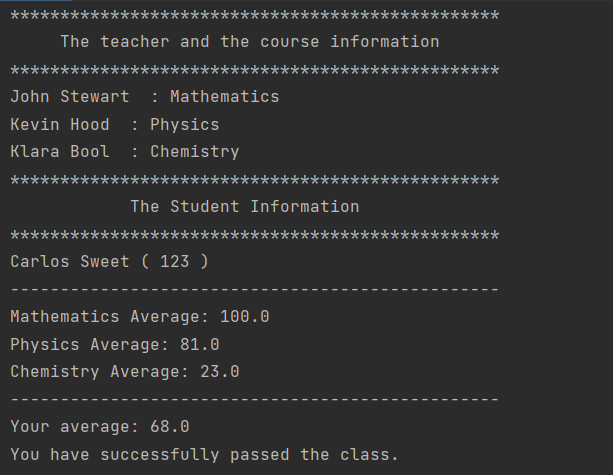 *************************************************
     The teacher and the course information
*************************************************
John Stewart  : Mathematics
Kevin Hood  : Physics
Klara Bool  : Chemistry
*************************************************
            The Student Information
*************************************************
Carlos Sweet ( 123 )
-------------------------------------------------
Mathematics Average: 100.0
Physics Average: 81.0
Chemistry Average: 23.0
-------------------------------------------------
Your average: 68.0
You have successfully passed the class.